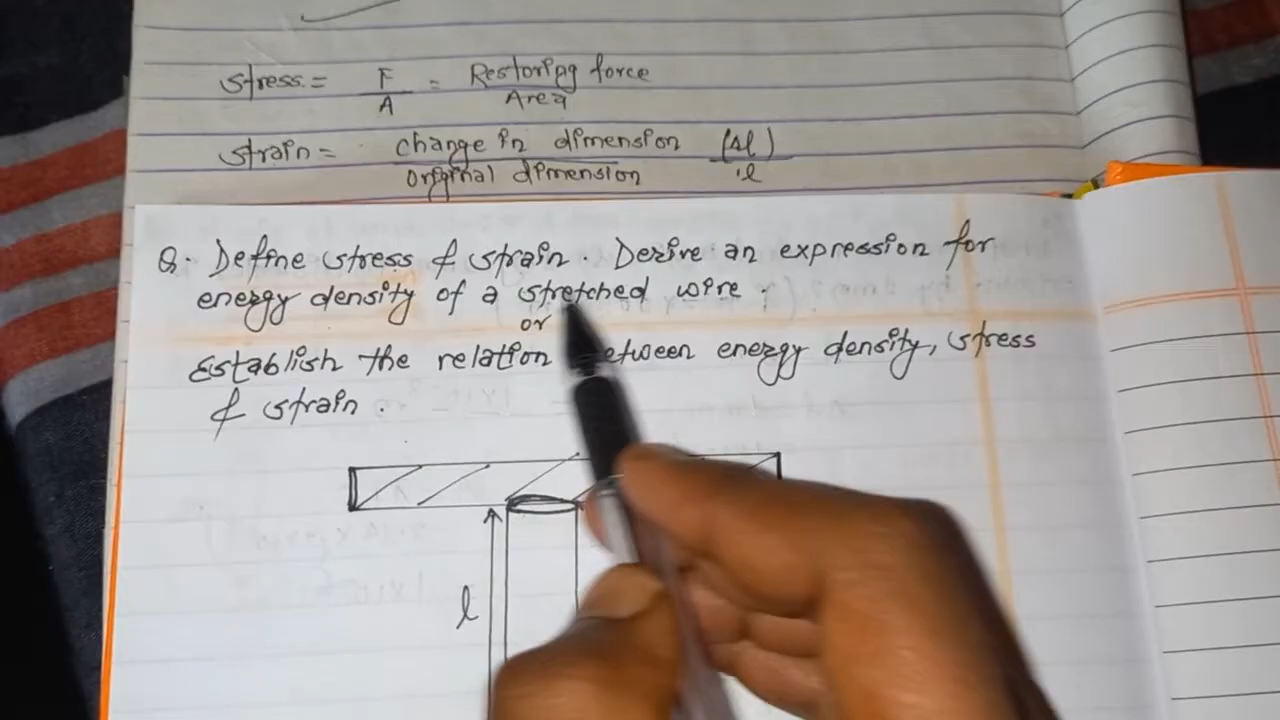 Stress = F/A = Restoring force/Area
Strain = change in dimension/original dimension (Δl)/l
Q. Define stress & strain. Derive an expression for
energy density of a stretched wire.
or
Establish the relation between energy density, stress
& strain.
l